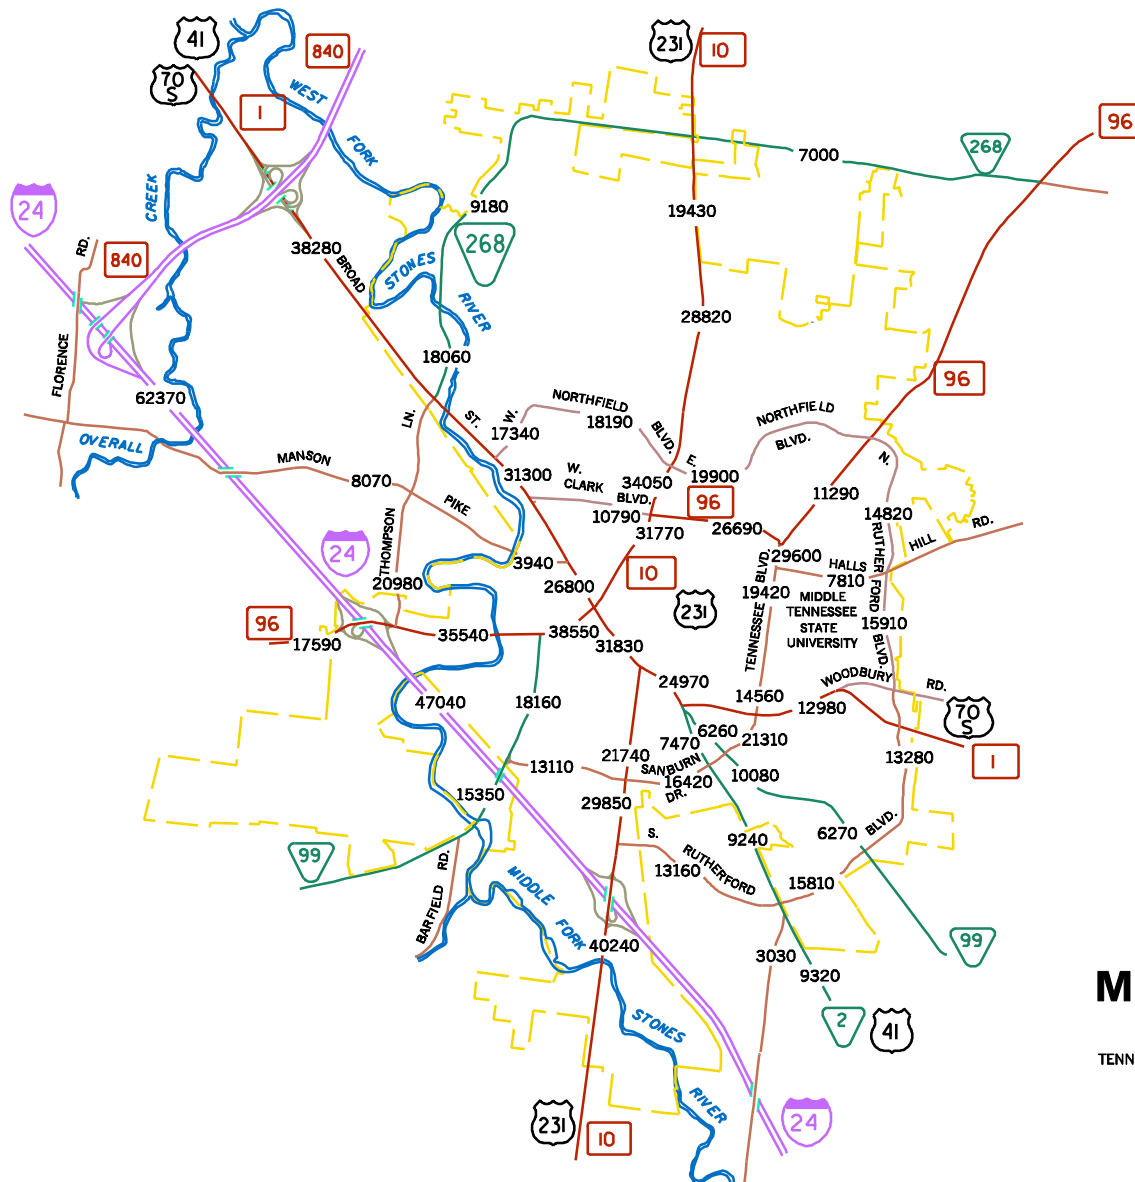 41
231
10
70
S
840
1
WEST
96
FORK
268
7000
CREEK
24
9180
19430
268
RD.
840
38280
BROAD
STONES
RIVER
28820
FLORENCE
18060
62370
96
LN.
ST.
W.
NORTHFIELD
18190
BLVD.
17340
NORTHFIELD
BLVD.
OVERALL
MANSON
8070
PIKE
31300
W.
CLARK
BLVD.
10790
34050
E.
19900
N.
96
11290
14820
THOMPSON
24
31770
26690
RD.
HILL
3940
26800
10
29600
HALLS
7810
RUTHER
FORD
BLVD.
20980
231
19420
TENNESSEE BLVD.
MIDDLE
TENNESSEE
STATE
UNIVERSITY
15910
96
17590
35540
38550
31830
24970
WOODBURY
RD.
47040
18160
14560
12980
70
S
6260
7470
21310
21740
13280
1
13110
SANBURN
DR.
16420
10080
15350
29850
9240
6270
BLVD.
99
S.
RUTHERFORD
13160
15810
BARFIELD
RD.
MIDDLE
FORK
40240
3030
9320
99
M
STONES
2
41
TENN
RIVER
231
10
24